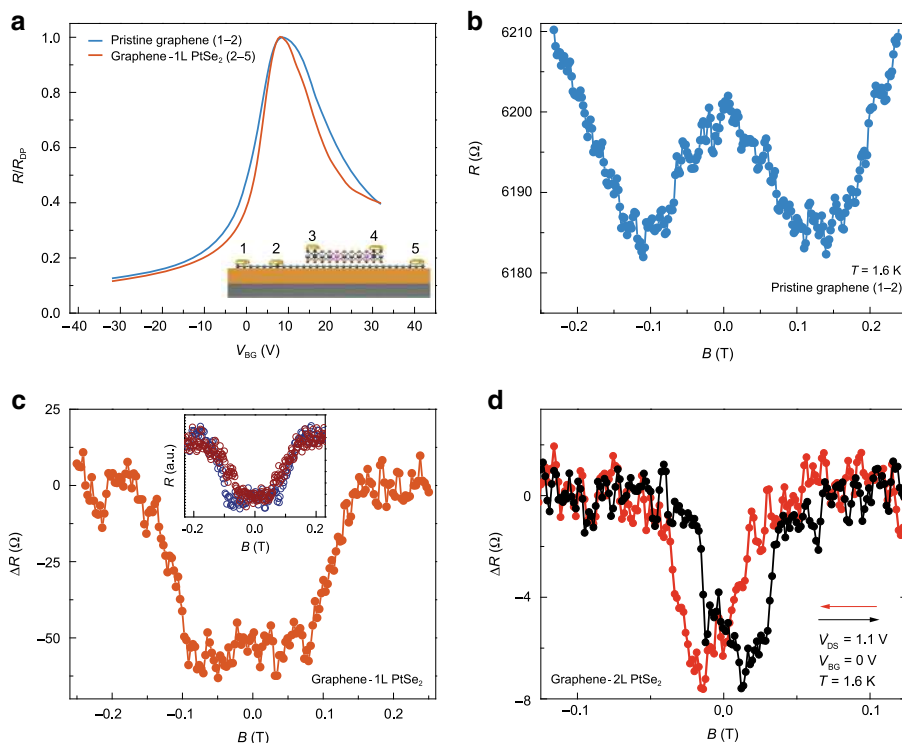 a
1.0
0.8
0.6
0.4
0.2
0.0
R/R_DP
Pristine graphene (1–2)
Graphene-1L PtSe₂ (2–5)
1 2 3 4 5
−40 −30 −20 −10 0 10 20 30 40
V_BG (V)
b
6210
6200
6190
6180
R (Ω)
T = 1.6 K
Pristine graphene (1–2)
−0.2 −0.1 0.0 0.1 0.2
B (T)
c
25
0
−25
−50
ΔR (Ω)
R (a.u.)
−0.2 0.0 0.2
B (T)
Graphene-1L PtSe₂
−0.2 −0.1 0.0 0.1 0.2
B (T)
d
0
−4
−8
ΔR (Ω)
V_DS = 1.1 V
V_BG = 0 V
T = 1.6 K
Graphene-2L PtSe₂
−0.1 0.0 0.1
B (T)